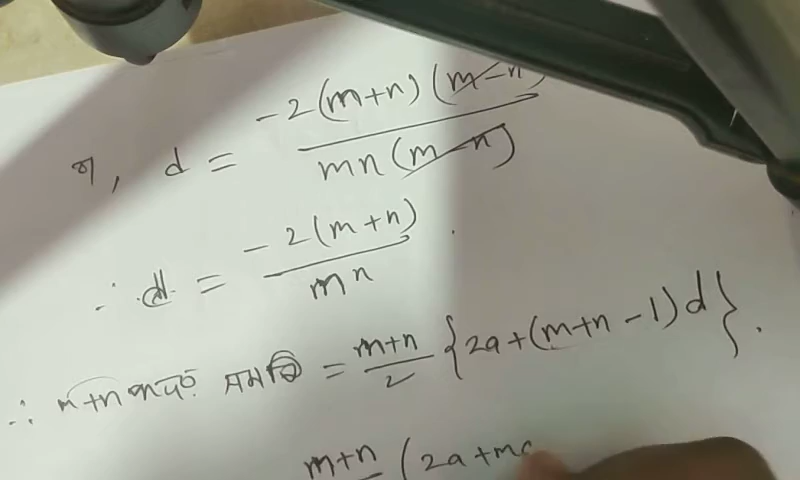 বা, d = -2(m+n)(m-n) / mn(m-n)
∴ d = -2(m+n) / mn .
∴ m+n পদের সমষ্টি = m+n / 2 {2a+(m+n-1)d}.
m+n (2a+m